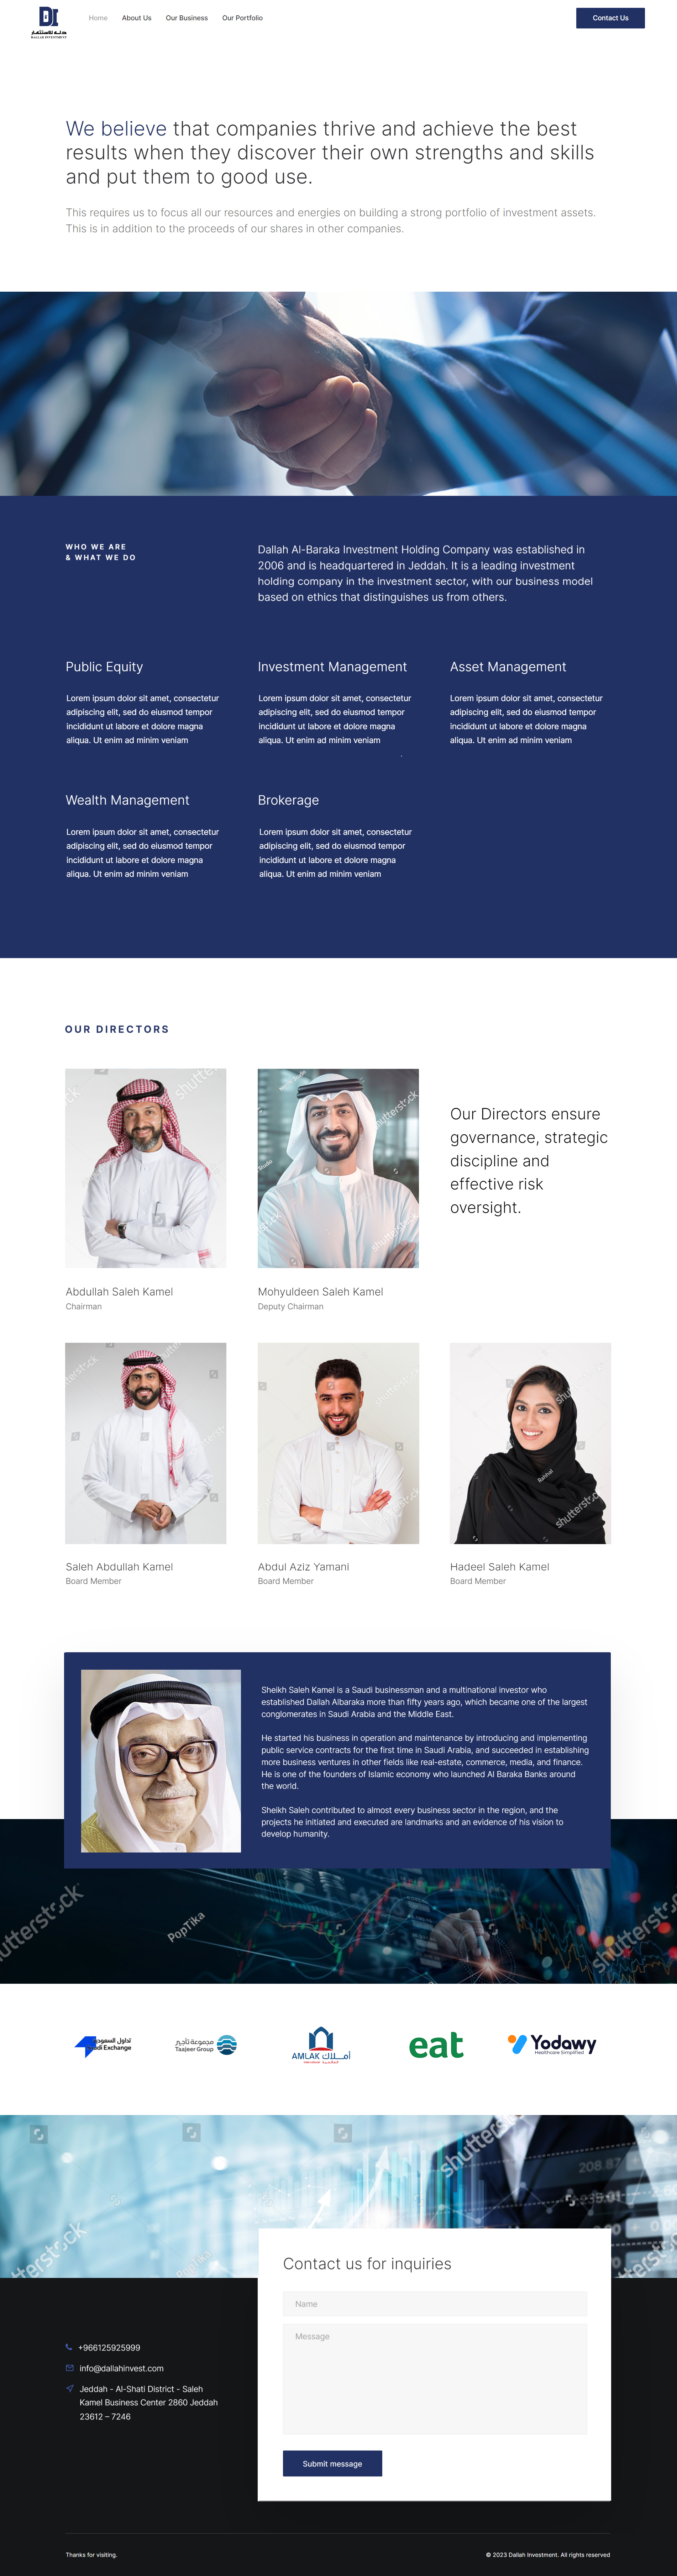 DI
دلـه للاستثمار
DALLAH INVESTMENT
Home
About Us
Our Business
Our Portfolio
Contact Us
We believe that companies thrive and achieve the best
results when they discover their own strengths and skills
and put them to good use.
This requires us to focus all our resources and energies on building a strong portfolio of investment assets.
This is in addition to the proceeds of our shares in other companies.
WHO WE ARE
& WHAT WE DO
Dallah Al-Baraka Investment Holding Company was established in
2006 and is headquartered in Jeddah. It is a leading investment
holding company in the investment sector, with our business model
based on ethics that distinguishes us from others.
Public Equity
Lorem ipsum dolor sit amet, consectetur
adipiscing elit, sed do eiusmod tempor
incididunt ut labore et dolore magna
aliqua. Ut enim ad minim veniam
Investment Management
Lorem ipsum dolor sit amet, consectetur
adipiscing elit, sed do eiusmod tempor
incididunt ut labore et dolore magna
aliqua. Ut enim ad minim veniam
Asset Management
Lorem ipsum dolor sit amet, consectetur
adipiscing elit, sed do eiusmod tempor
incididunt ut labore et dolore magna
aliqua. Ut enim ad minim veniam
Wealth Management
Lorem ipsum dolor sit amet, consectetur
adipiscing elit, sed do eiusmod tempor
incididunt ut labore et dolore magna
aliqua. Ut enim ad minim veniam
Brokerage
Lorem ipsum dolor sit amet, consectetur
adipiscing elit, sed do eiusmod tempor
incididunt ut labore et dolore magna
aliqua. Ut enim ad minim veniam
OUR DIRECTORS
Our Directors ensure
governance, strategic
discipline and
effective risk
oversight.
Abdullah Saleh Kamel
Chairman
Mohyuldeen Saleh Kamel
Deputy Chairman
Saleh Abdullah Kamel
Board Member
Abdul Aziz Yamani
Board Member
Hadeel Saleh Kamel
Board Member
Sheikh Saleh Kamel is a Saudi businessman and a multinational investor who
established Dallah Albaraka more than fifty years ago, which became one of the largest
conglomerates in Saudi Arabia and the Middle East.
He started his business in operation and maintenance by introducing and implementing
public service contracts for the first time in Saudi Arabia, and succeeded in establishing
more business ventures in other fields like real-estate, commerce, media, and finance.
He is one of the founders of Islamic economy who launched Al Baraka Banks around
the world.
Sheikh Saleh contributed to almost every business sector in the region, and the
projects he initiated and executed are landmarks and an evidence of his vision to
develop humanity.
shutterstock
PopTika
تداول السعودية
Saudi Exchange
مجموعة تأجير
Taajeer Group
AMLAK أمـلاك
eat
Yodawy
Healthcare Simplified
208.87
Contact us for inquiries
Name
Message
Submit message
+966125925999
info@dallahinvest.com
Jeddah - Al-Shati District - Saleh
Kamel Business Center 2860 Jeddah
23612 – 7246
Thanks for visiting.
© 2023 Dallah Investment. All rights reserved